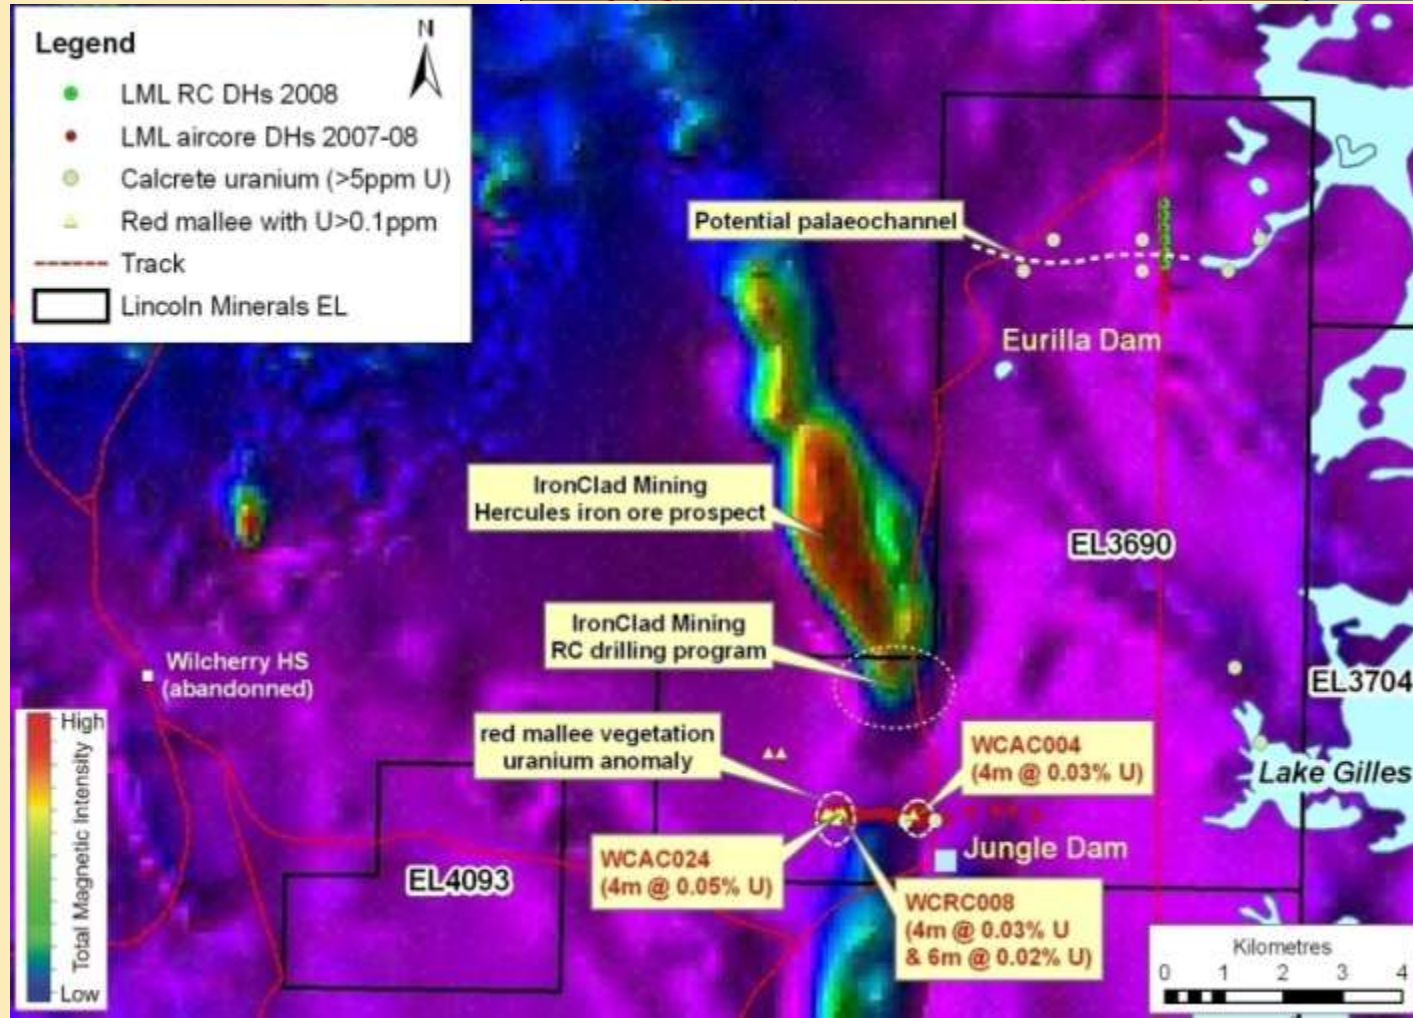 Legend
N
LML RC DHs 2008
LML aircore DHs 2007-08
Calcrete uranium (>5ppm U)
Red mallee with U>0.1ppm
Track
Lincoln Minerals EL
Potential palaeochannel
Eurilla Dam
IronClad Mining
Hercules iron ore prospect
EL3690
IronClad Mining
RC drilling program
Wilcherry HS
(abandonned)
EL3704
red mallee vegetation
uranium anomaly
WCAC004
(4m @ 0.03% U)
Lake Gilles
High
Total Magnetic Intensity
Low
Jungle Dam
WCAC024
(4m @ 0.05% U)
EL4093
WCRC008
(4m @ 0.03% U
& 6m @ 0.02% U)
Kilometres
0 1 2 3 4